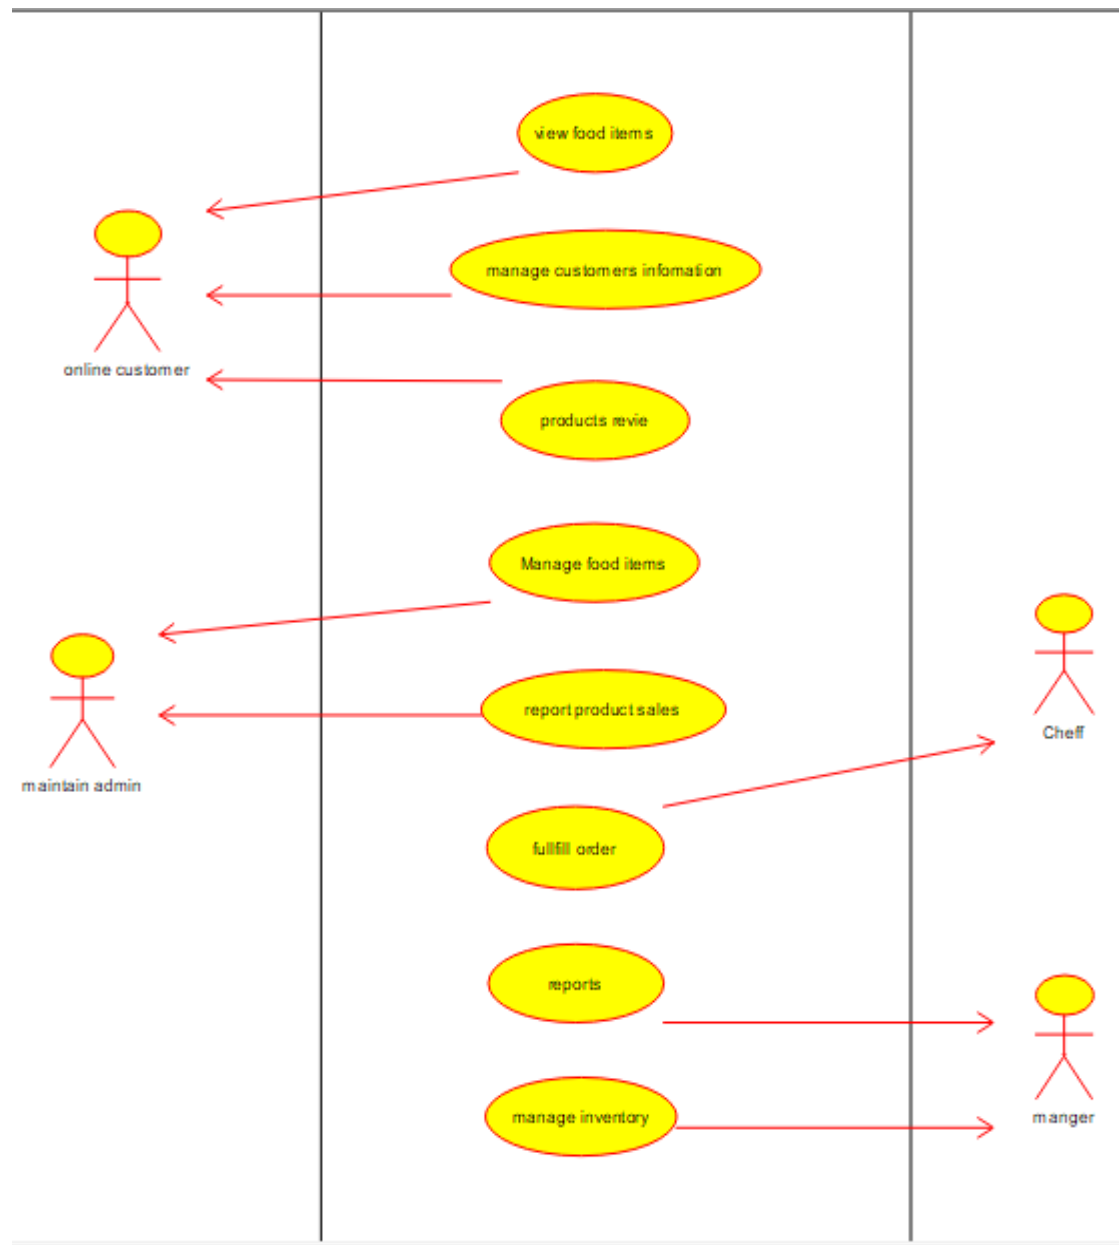 view food items
manage customers infomation
online customer
products revie
Manage food items
report product sales
Cheff
maintain admin
fullfill order
reports
manage inventory
manger